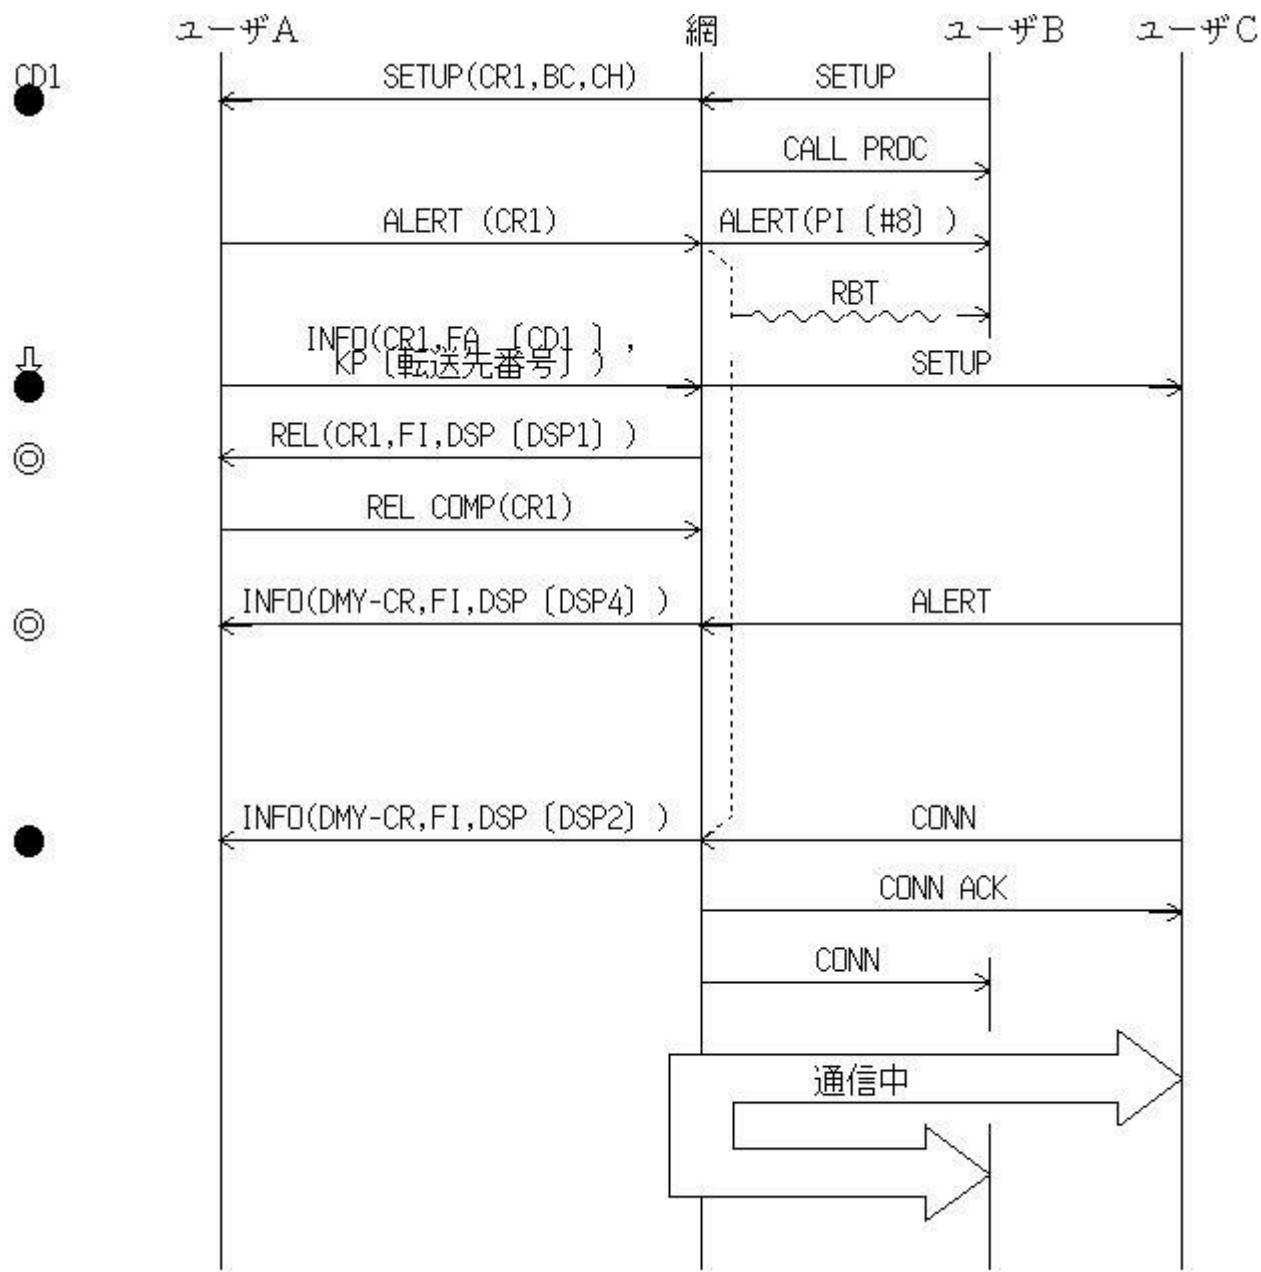 ユーザA 網 ユーザB ユーザC
CD1 SETUP(CR1,BC,CH) SETUP
CALL PROC
ALERT (CR1) ALERT(PI〔#8〕)
RBT
INFO(CR1,FA 〔CD1〕,
KP〔転送先番号〕) SETUP
REL(CR1,FI,DSP〔DSP1〕)
REL COMP(CR1)
INFO(DMY-CR,FI,DSP〔DSP4〕) ALERT
INFO(DMY-CR,FI,DSP〔DSP2〕) CONN
CONN ACK
CONN
通信中